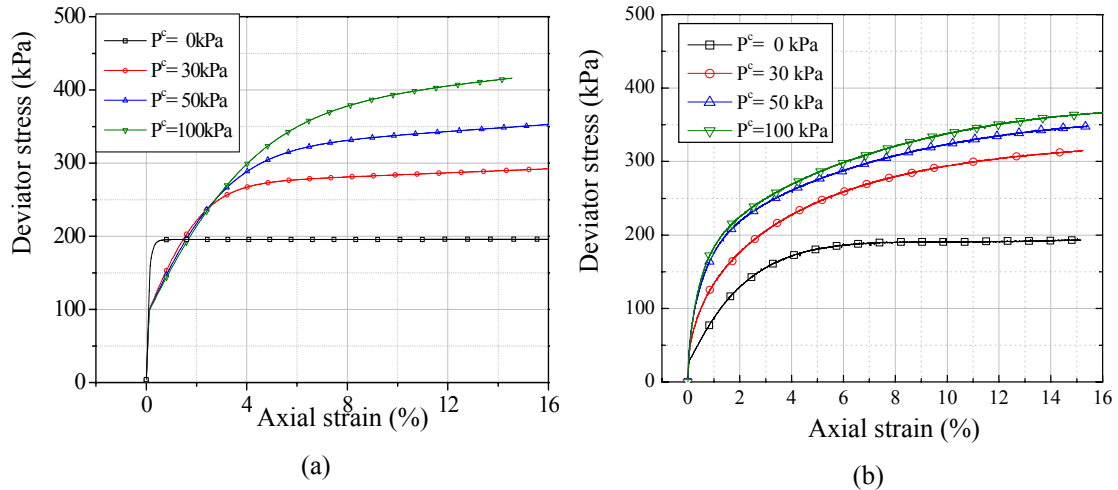 500
400
300
200
100
0
Deviator stress (kPa)
P^c= 0kPa
P^c= 30kPa
P^c= 50kPa
P^c=100kPa
0 4 8 12 16
Axial strain (%)
(a)
500
400
300
200
100
0
Deviator stress (kPa)
P^c= 0 kPa
P^c= 30 kPa
P^c= 50 kPa
P^c=100 kPa
0 2 4 6 8 10 12 14 16
Axial strain (%)
(b)